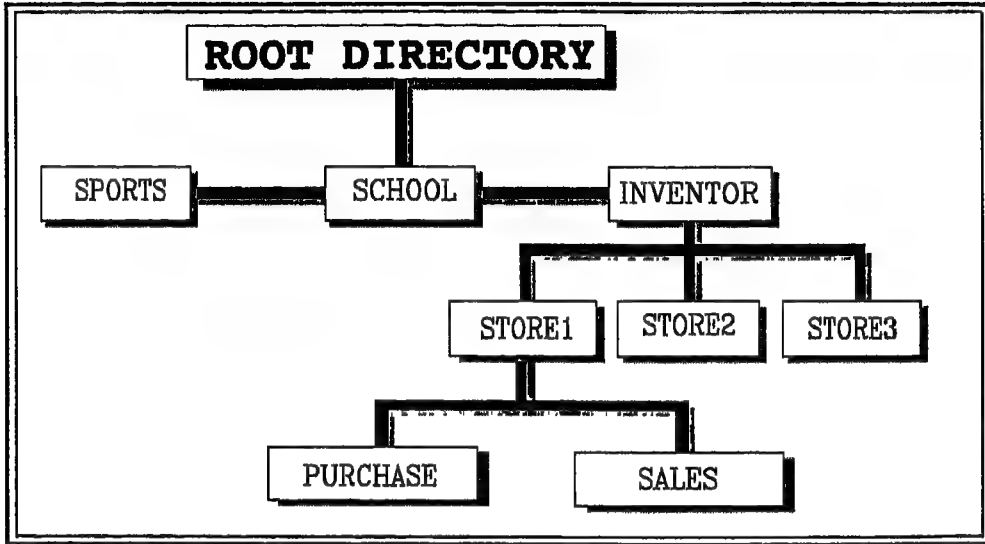 ROOT DIRECTORY
SPORTS
SCHOOL
INVENTOR
STORE1
STORE2
STORE3
PURCHASE
SALES